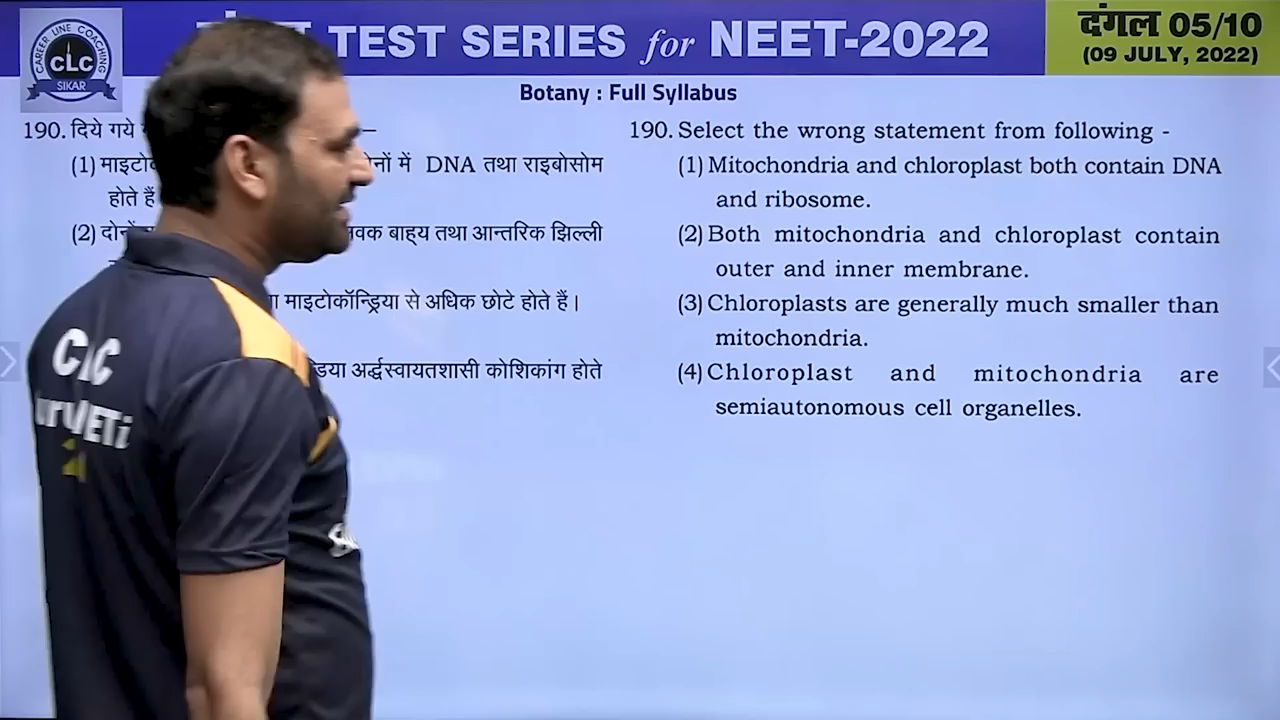 TEST SERIES for NEET-2022
दंगल 05/10
(09 JULY, 2022)
CAREER LINE COACHING
CLC
SIKAR
Botany : Full Syllabus
190. दिये गये –
(1) में DNA तथा राइबोसोम
होते हैं
(2) बाह्य तथा आन्तरिक झिल्ली
माइटोकॉन्ड्रिया से अधिक छोटे होते हैं।
अर्द्धस्वायतशासी कोशिकांग होते
190. Select the wrong statement from following -
(1) Mitochondria and chloroplast both contain DNA
and ribosome.
(2) Both mitochondria and chloroplast contain
outer and inner membrane.
(3) Chloroplasts are generally much smaller than
mitochondria.
(4) Chloroplast and mitochondria are
semiautonomous cell organelles.
CLC